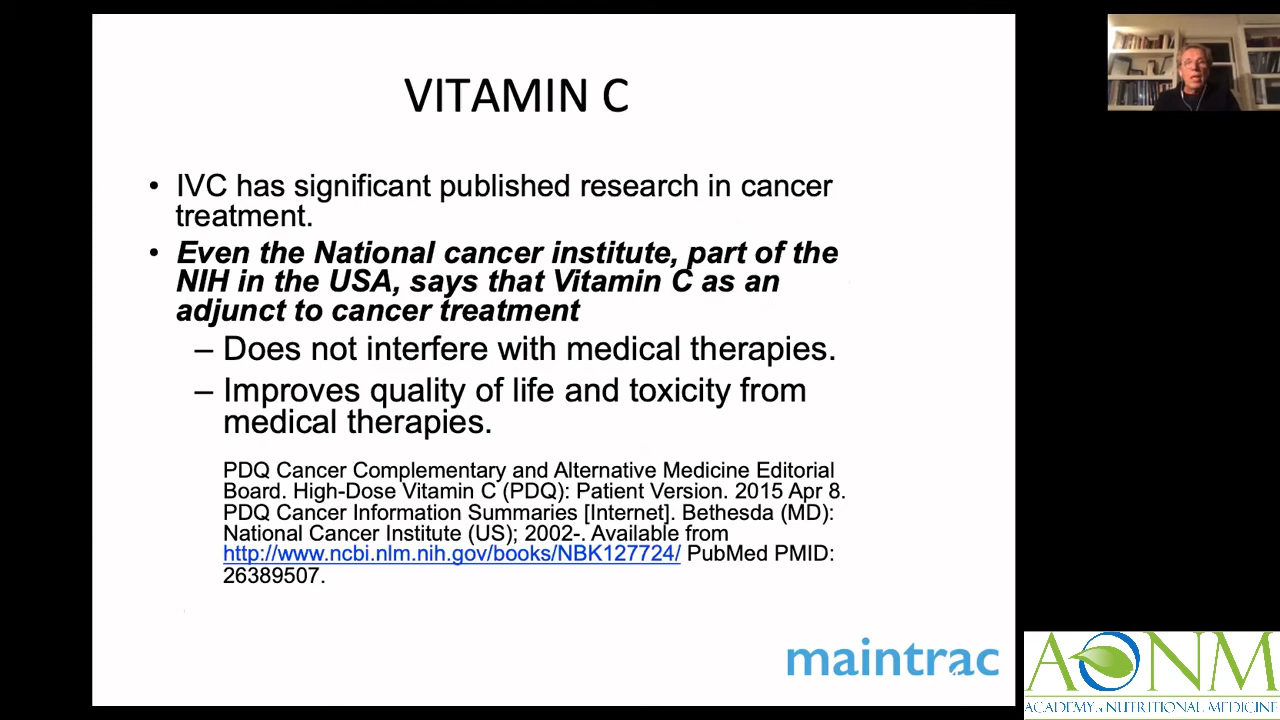 VITAMIN C
• IVC has significant published research in cancer
treatment.
• Even the National cancer institute, part of the
NIH in the USA, says that Vitamin C as an
adjunct to cancer treatment
– Does not interfere with medical therapies.
– Improves quality of life and toxicity from
medical therapies.
PDQ Cancer Complementary and Alternative Medicine Editorial
Board. High-Dose Vitamin C (PDQ): Patient Version. 2015 Apr 8.
PDQ Cancer Information Summaries [Internet]. Bethesda (MD):
National Cancer Institute (US); 2002-. Available from
http://www.ncbi.nlm.nih.gov/books/NBK127724/ PubMed PMID:
26389507.
maintrac
AONM
ACADEMY of NUTRITIONAL MEDICINE